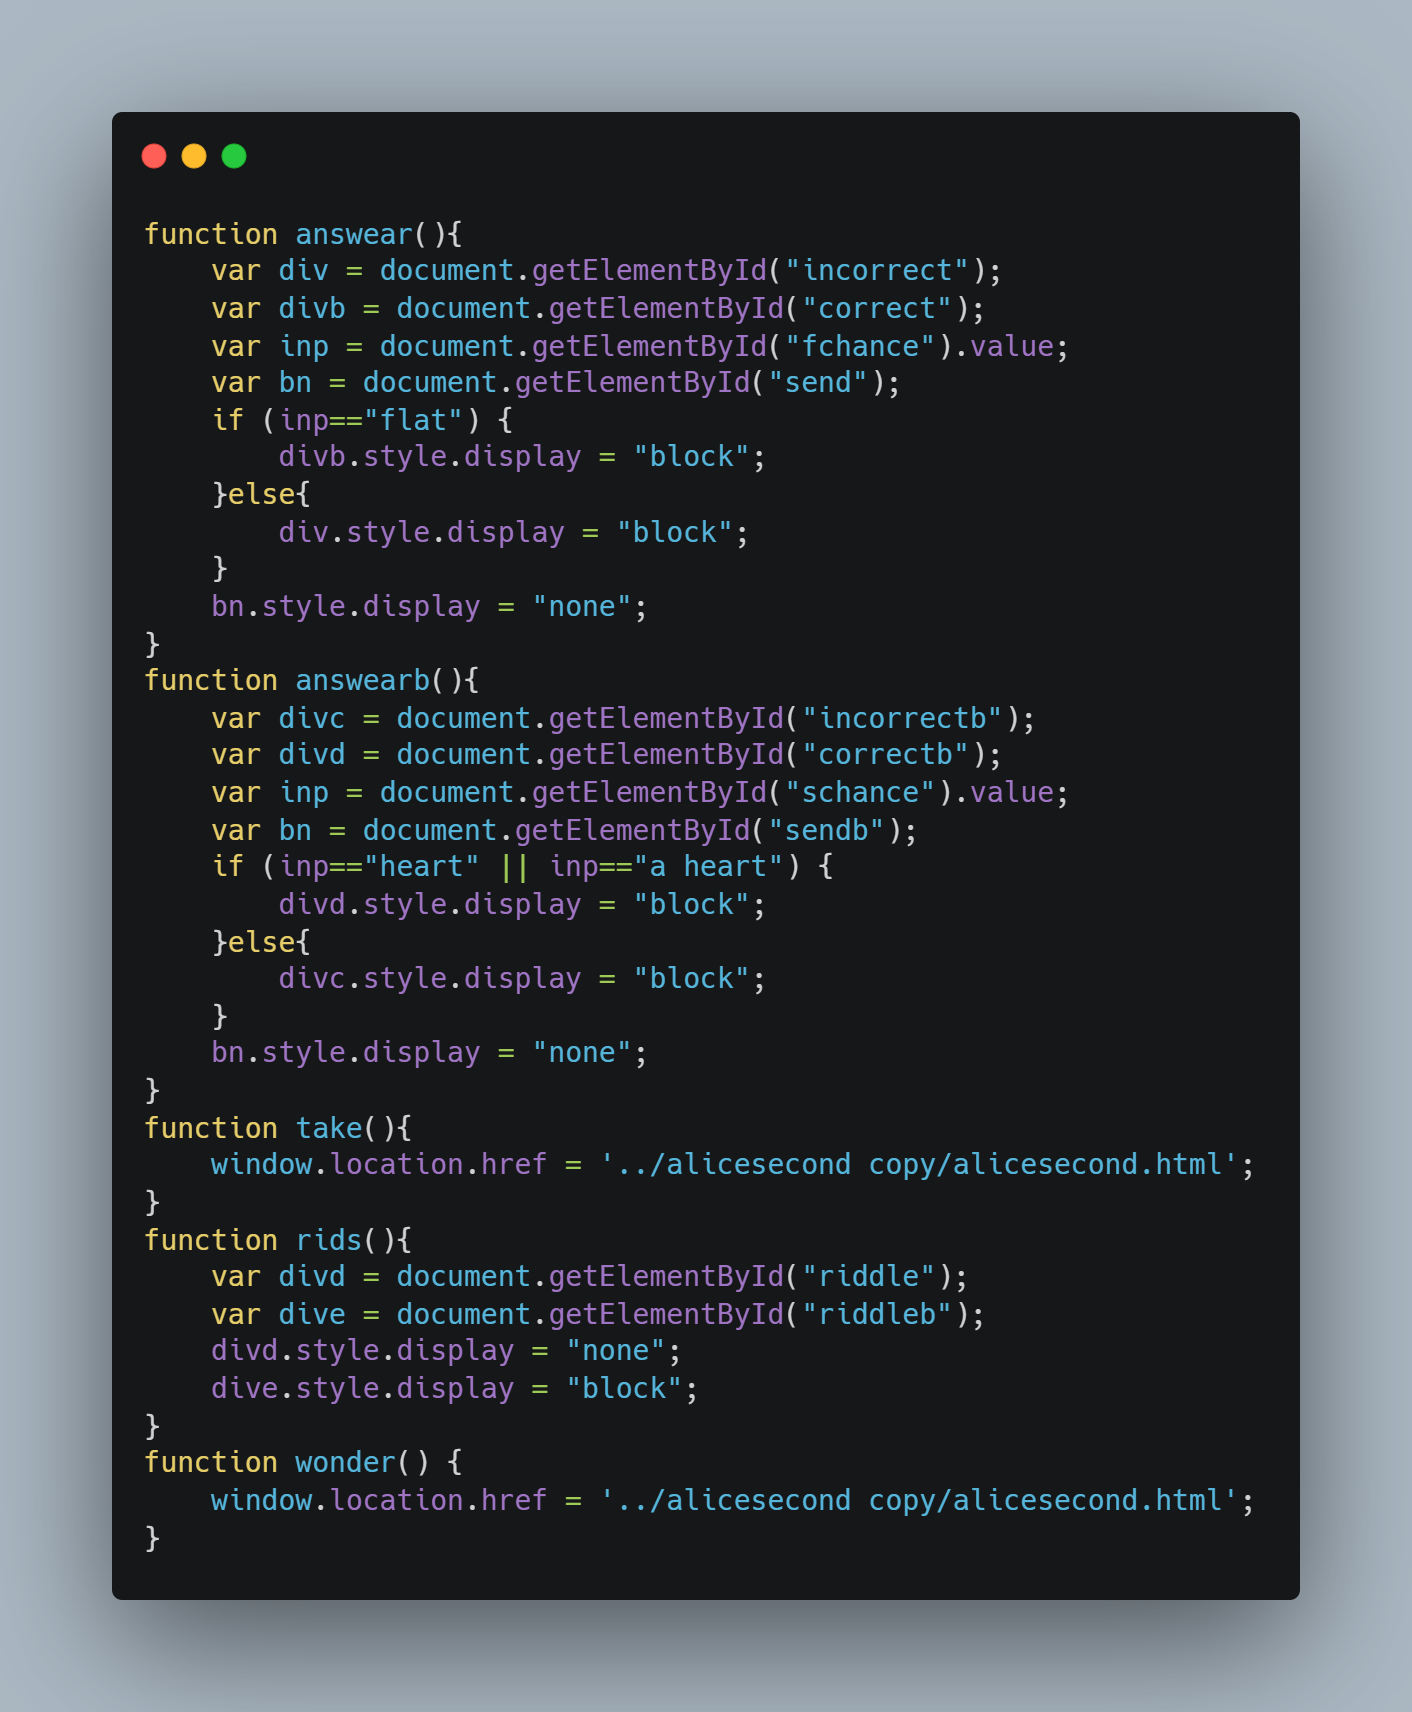 function answear(){
    var div = document.getElementById("incorrect");
    var divb = document.getElementById("correct");
    var inp = document.getElementById("fchance").value;
    var bn = document.getElementById("send");
    if (inp=="flat") {
        divb.style.display = "block";
    }else{
        div.style.display = "block";
    }
    bn.style.display = "none";
}
function answearb(){
    var divc = document.getElementById("incorrectb");
    var divd = document.getElementById("correctb");
    var inp = document.getElementById("schance").value;
    var bn = document.getElementById("sendb");
    if (inp=="heart" || inp=="a heart") {
        divd.style.display = "block";
    }else{
        divc.style.display = "block";
    }
    bn.style.display = "none";
}
function take(){
    window.location.href = '../alicesecond copy/alicesecond.html';
}
function rids(){
    var divd = document.getElementById("riddle");
    var dive = document.getElementById("riddleb");
    divd.style.display = "none";
    dive.style.display = "block";
}
function wonder() {
    window.location.href = '../alicesecond copy/alicesecond.html';
}